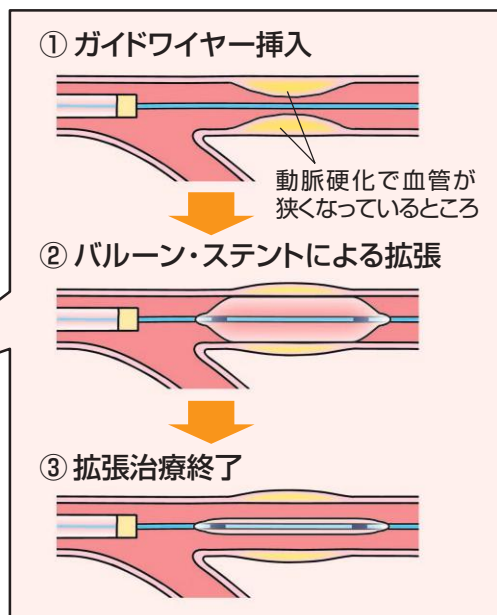 ① ガイドワイヤー挿入
動脈硬化で血管が
狭くなっているところ
② バルーン・ステントによる拡張
③ 拡張治療終了